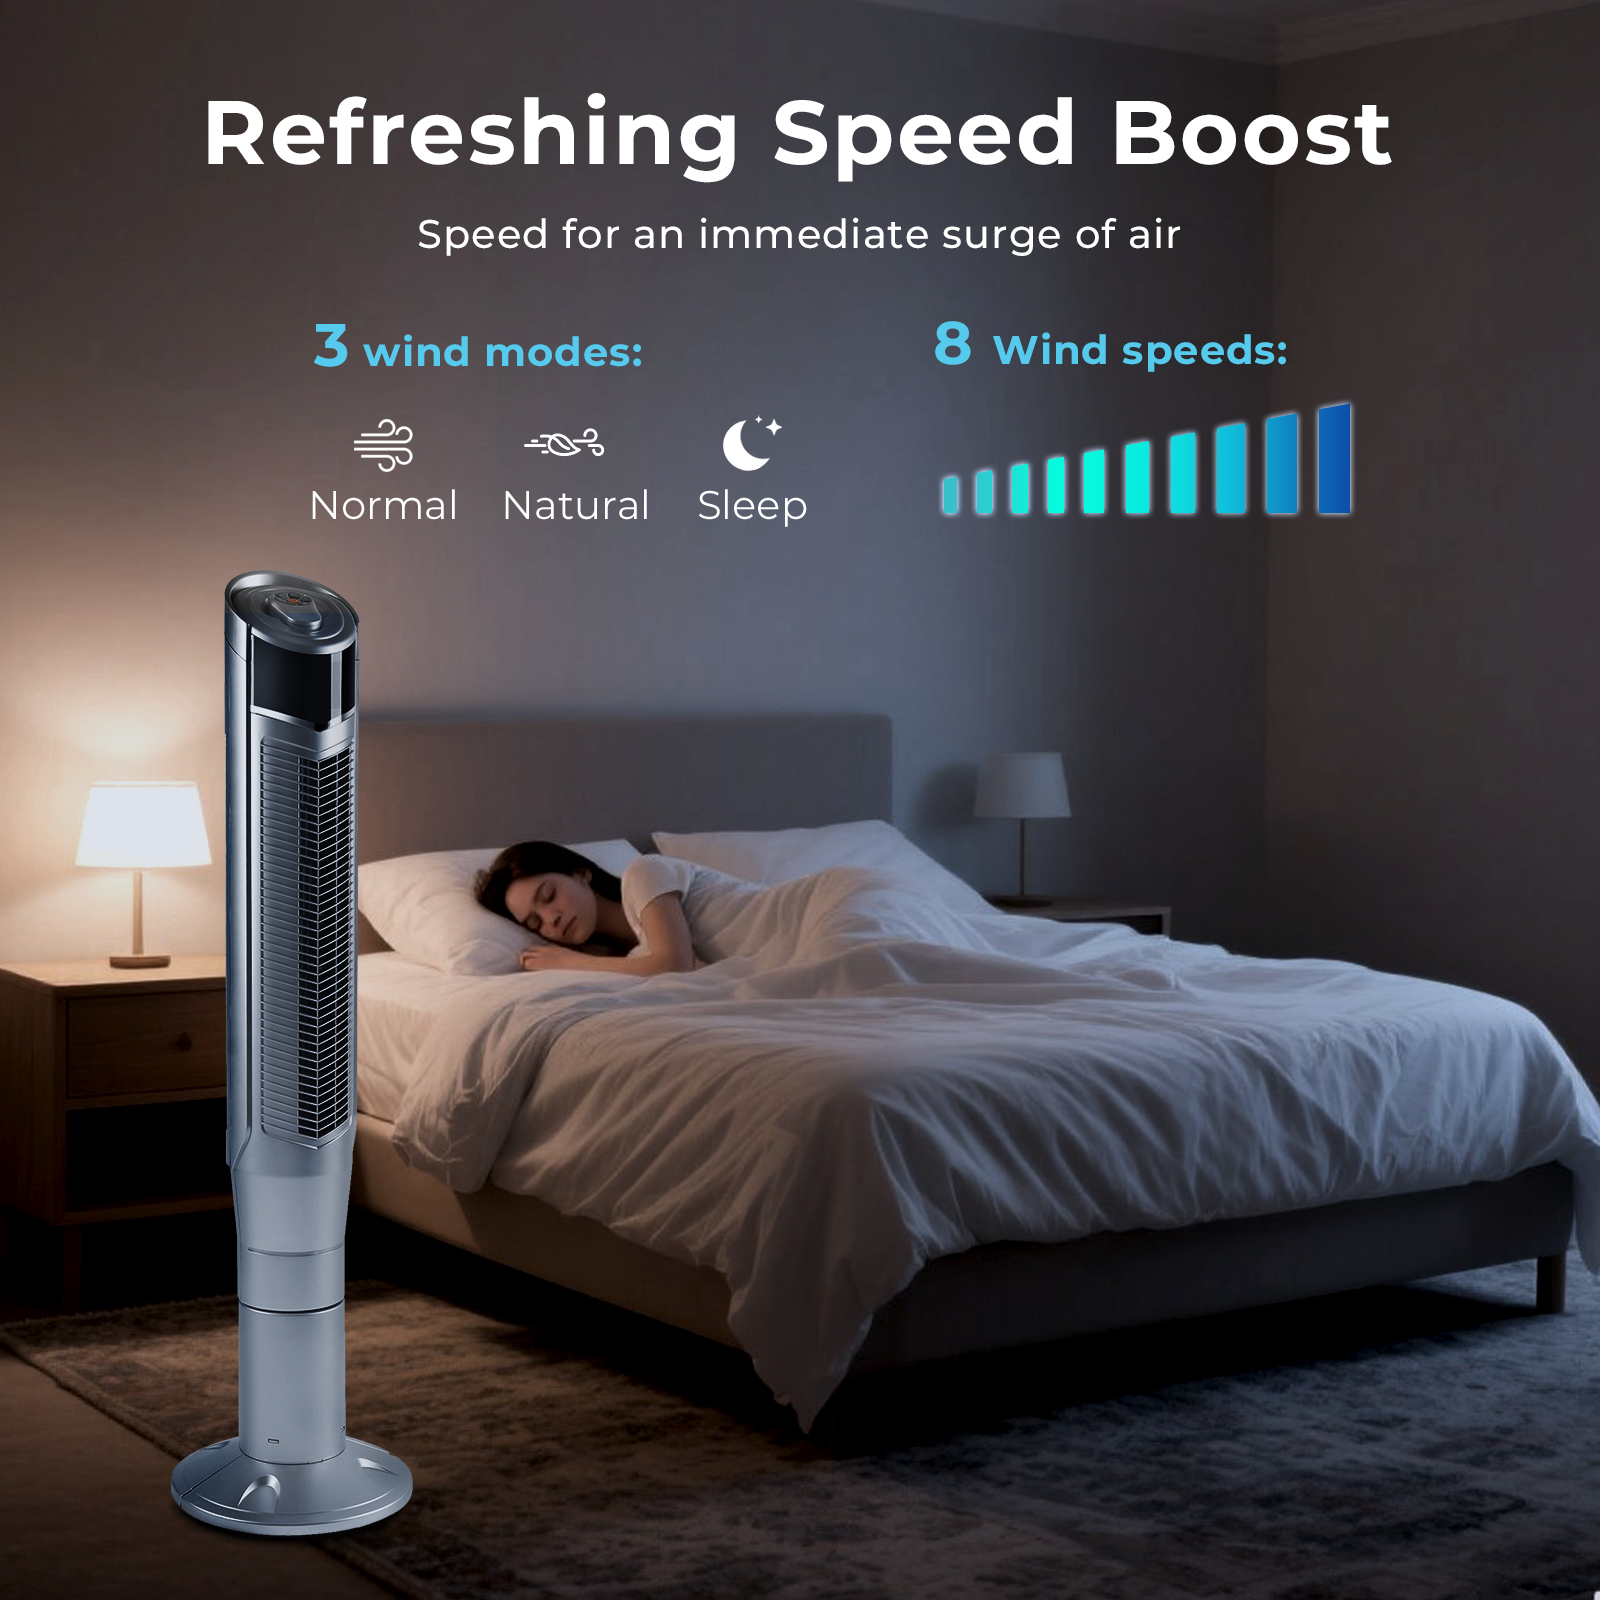 Refreshing Speed Boost
Speed for an immediate surge of air
3 wind modes:
8 Wind speeds:
Normal Natural Sleep